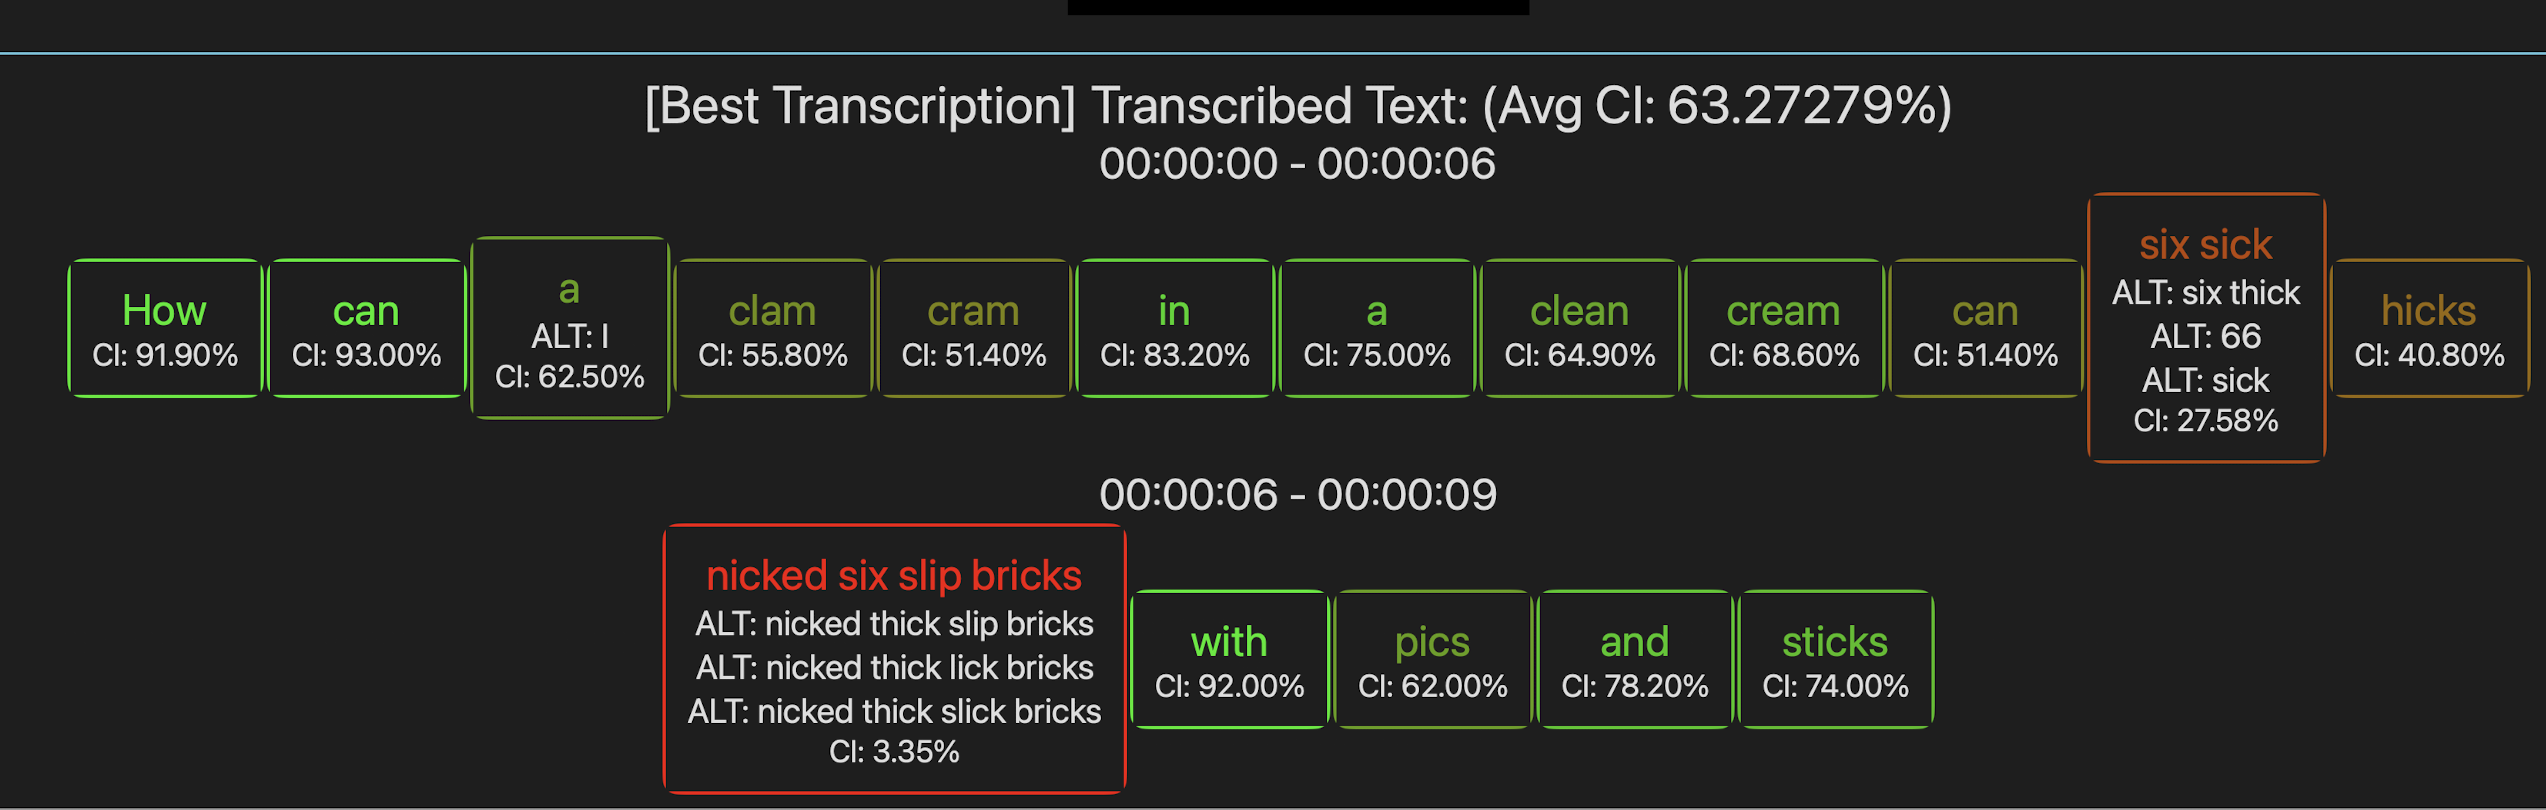 [Best Transcription] Transcribed Text: (Avg CI: 63.27279%)
00:00:00 - 00:00:06
How
CI: 91.90%
can
CI: 93.00%
a
ALT: I
CI: 62.50%
clam
CI: 55.80%
cram
CI: 51.40%
in
CI: 83.20%
a
CI: 75.00%
clean
CI: 64.90%
cream
CI: 68.60%
can
CI: 51.40%
six sick
ALT: six thick
ALT: 66
ALT: sick
CI: 27.58%
hicks
CI: 40.80%
00:00:06 - 00:00:09
nicked six slip bricks
ALT: nicked thick slip bricks
ALT: nicked thick lick bricks
ALT: nicked thick slick bricks
CI: 3.35%
with
CI: 92.00%
pics
CI: 62.00%
and
CI: 78.20%
sticks
CI: 74.00%